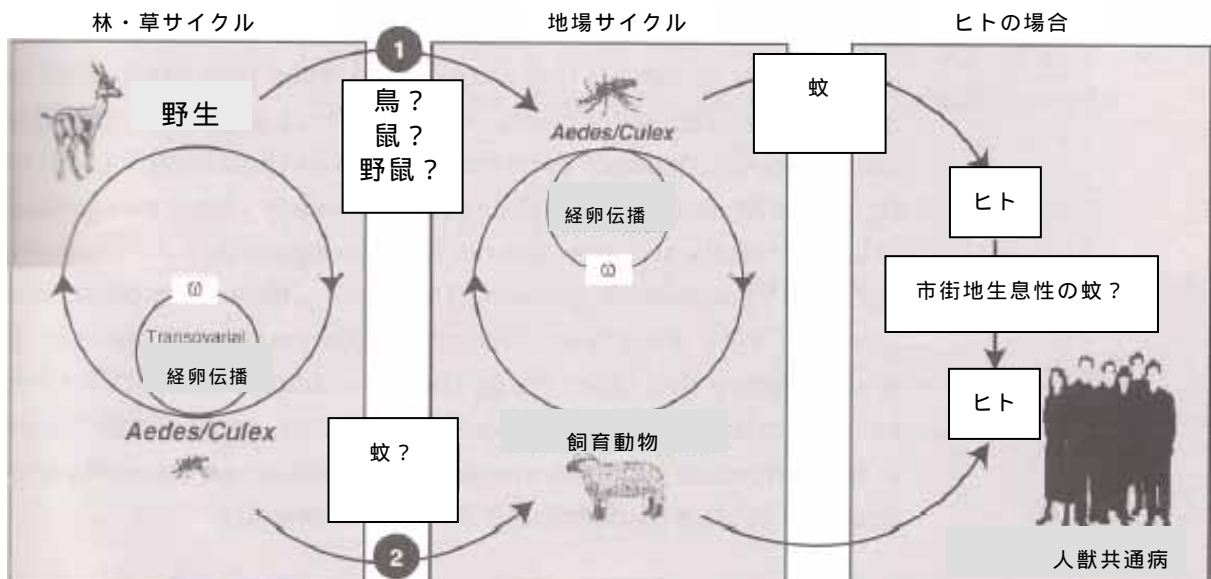 林・草サイクル
地場サイクル
ヒトの場合
1
野生
鳥？
鼠？
野鼠？
Aedes/Culex
蚊
経卵伝播
ω
ヒト
市街地生息性の蚊？
ω
Transovarial
経卵伝播
Aedes/Culex
蚊？
飼育動物
ヒト
2
人獣共通病